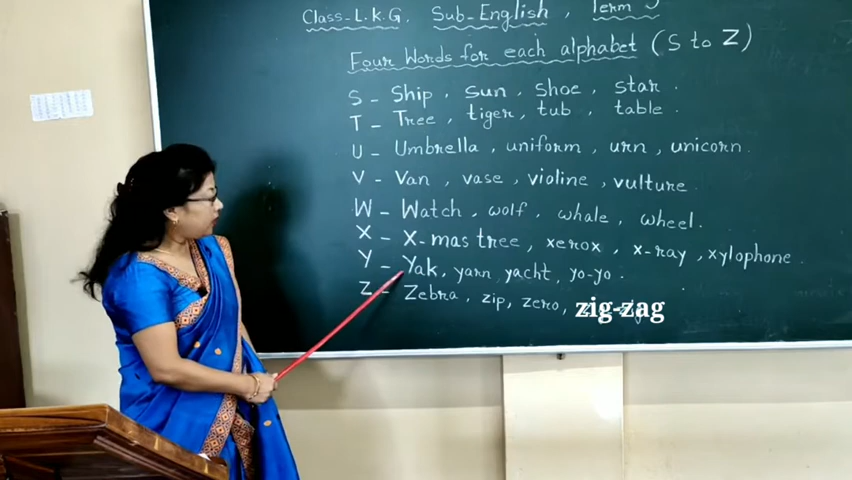 Class-L.K.G. Sub-English, Term
Four Words for each alphabet (S to Z)
S - Ship, sun, shoe, star.
T - Tree, tiger, tub, table.
U - Umbrella, uniform, urn, unicorn.
V - Van, vase, violine, vulture.
W - Watch, wolf, whale, wheel.
X - X-mas tree, xerox, x-ray, xylophone.
Y - Yak, yarn, yacht, yo-yo.
Z - Zebra, zip, zero, zig-zag